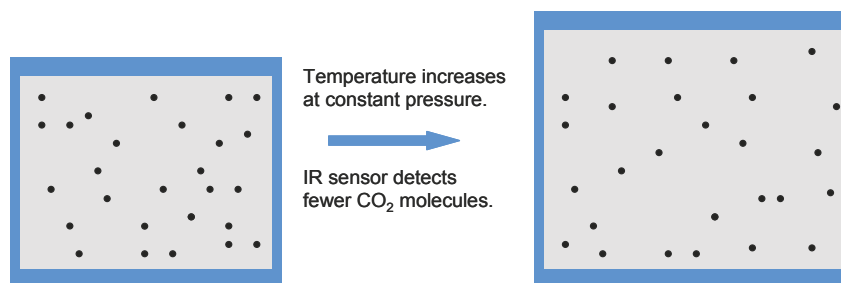 Temperature increases
at constant pressure.
IR sensor detects
fewer CO₂ molecules.